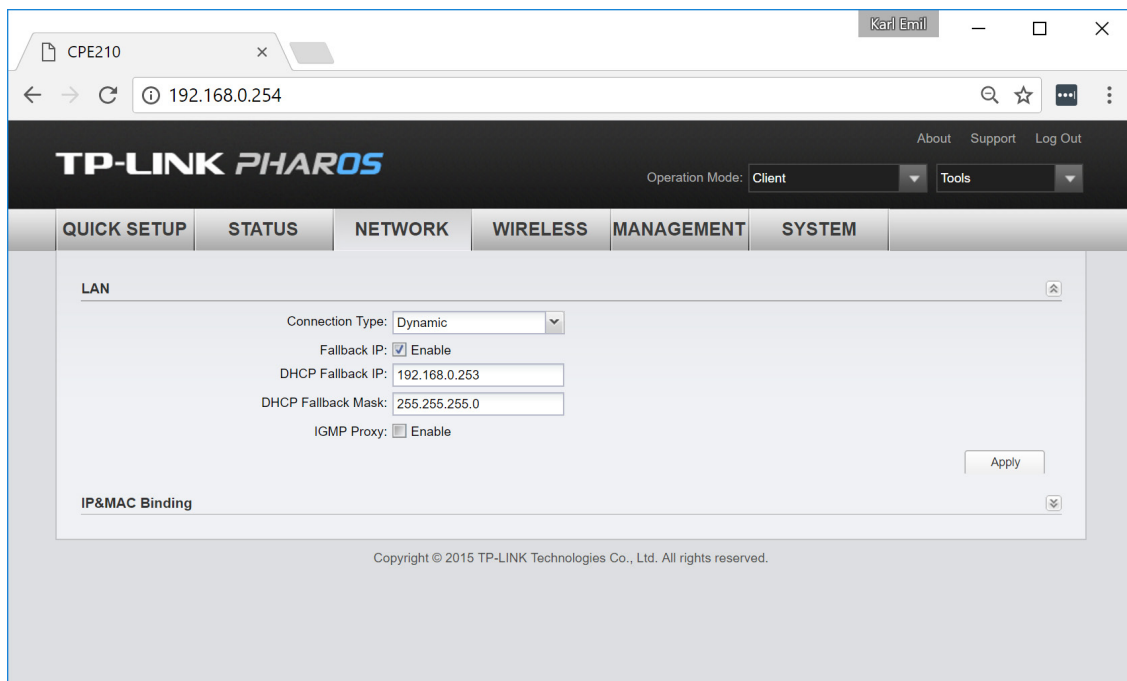 Karl Emil
CPE210
192.168.0.254
About Support Log Out
TP-LINK PHAROS
Operation Mode: Client Tools
QUICK SETUP STATUS NETWORK WIRELESS MANAGEMENT SYSTEM
LAN
Connection Type: Dynamic
Fallback IP: Enable
DHCP Fallback IP: 192.168.0.253
DHCP Fallback Mask: 255.255.255.0
IGMP Proxy: Enable
Apply
IP&MAC Binding
Copyright © 2015 TP-LINK Technologies Co., Ltd. All rights reserved.